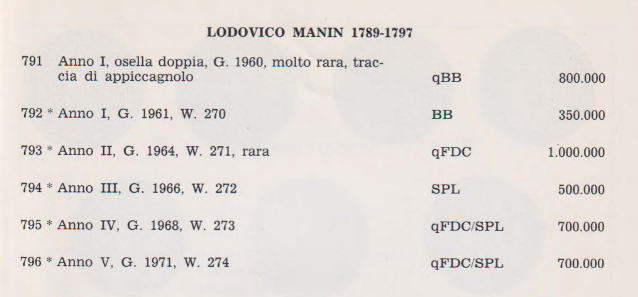 LODOVICO MANIN 1789-1797
791 Anno I, osella doppia, G. 1960, molto rara, trac-
cia di appiccagnolo qBB 800.000
792 * Anno I, G. 1961, W. 270 BB 350.000
793 * Anno II, G. 1964, W. 271, rara qFDC 1.000.000
794 * Anno III, G. 1966, W. 272 SPL 500.000
795 * Anno IV, G. 1968, W. 273 qFDC/SPL 700.000
796 * Anno V, G. 1971, W. 274 qFDC/SPL 700.000